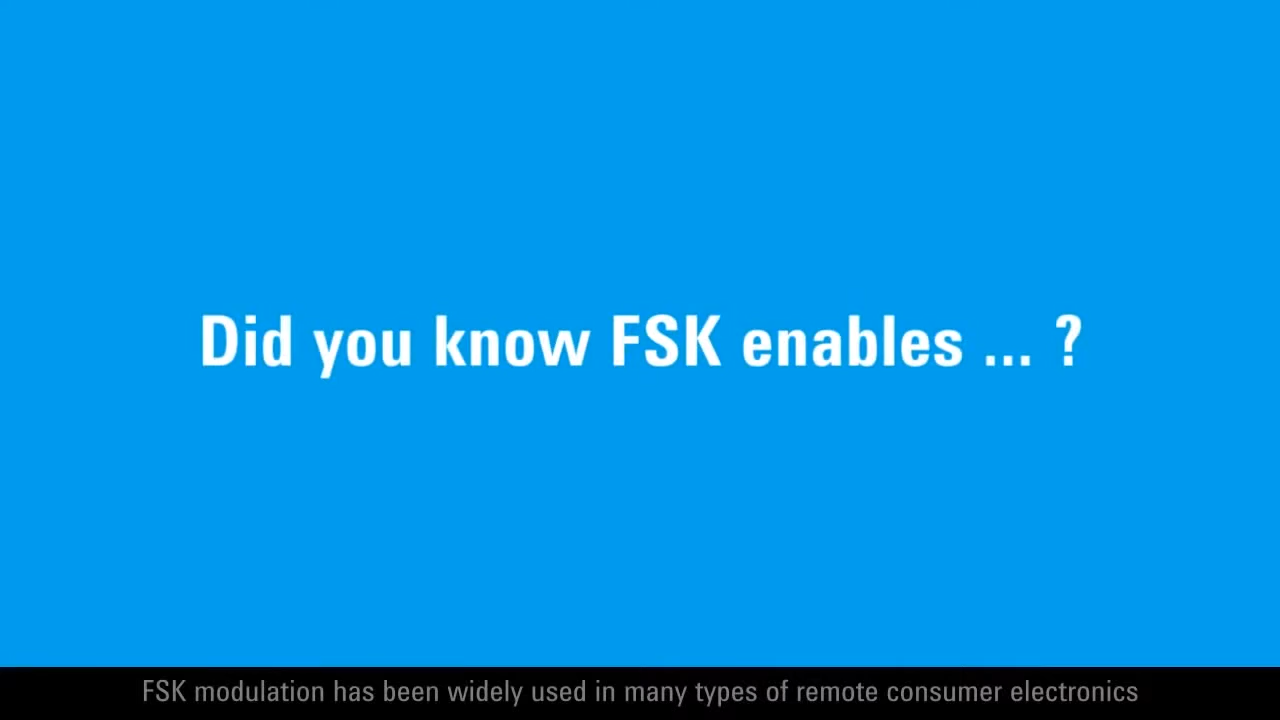 Did you know FSK enables ... ?
FSK modulation has been widely used in many types of remote consumer electronics